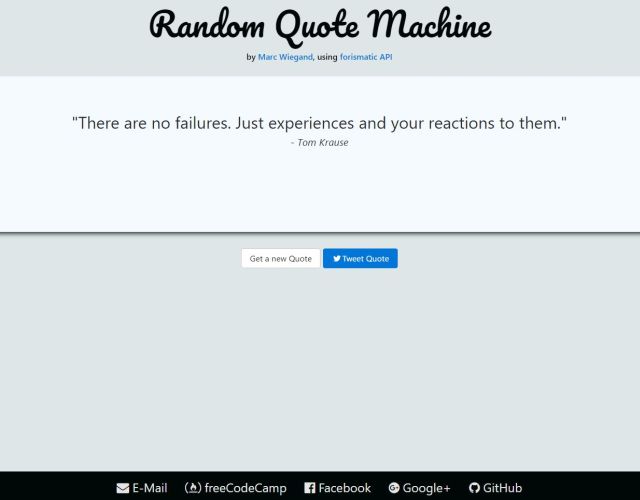 Random Quote Machine
by Marc Wiegand, using forismatic API
"There are no failures. Just experiences and your reactions to them."
- Tom Krause
Get a new Quote Tweet Quote
E-Mail freeCodeCamp Facebook Google+ GitHub